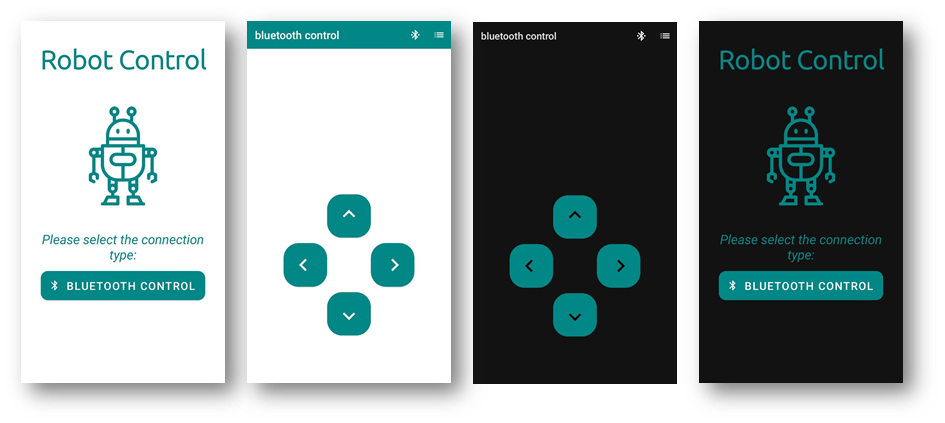 Robot Control
Please select the connection
type:
BLUETOOTH CONTROL
bluetooth control
bluetooth control
Robot Control
Please select the connection
type:
BLUETOOTH CONTROL